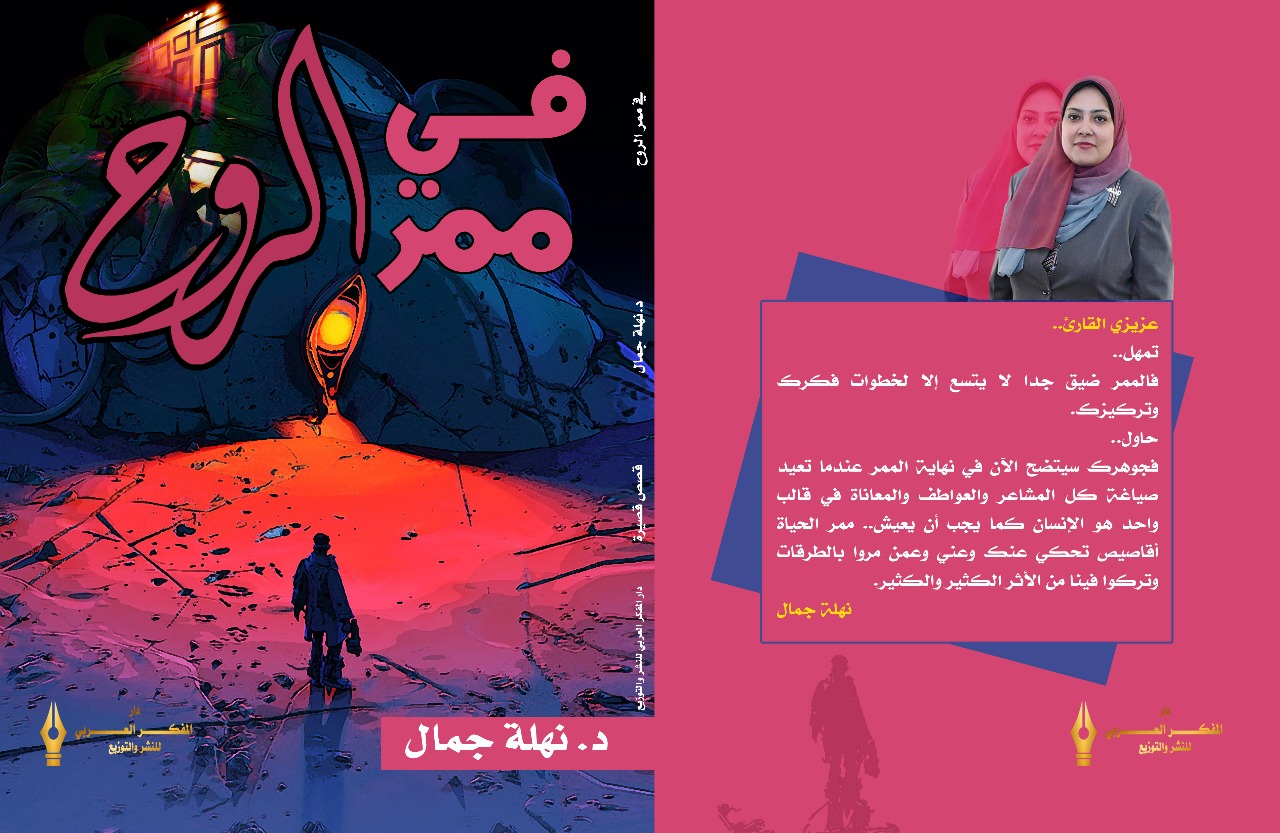 في
ممر
الروح
د. نهلة جمال
دار
المفكر العربي
للنشر والتوزيع
في ممر الروح
د. نهلة جمال
قصص قصيرة
دار المفكر العربي للنشر والتوزيع
عزيزي القارئ..
تمهل..
فالممر ضيق جدا لا يتسع إلا لخطوات فكرك
وتركيزك.
حاول..
فجوهرك سيتضح الآن في نهاية الممر عندما تعيد
صياغة كل المشاعر والعواطف والمعاناة في قالب
واحد هو الإنسان كما يجب أن يعيش.. ممر الحياة
أقاصيص تحكي عنك وعني وعمن مروا بالطرقات
وتركوا فينا من الأثر الكثير والكثير.
نهلة جمال
دار
المفكر العربي
للنشر والتوزيع